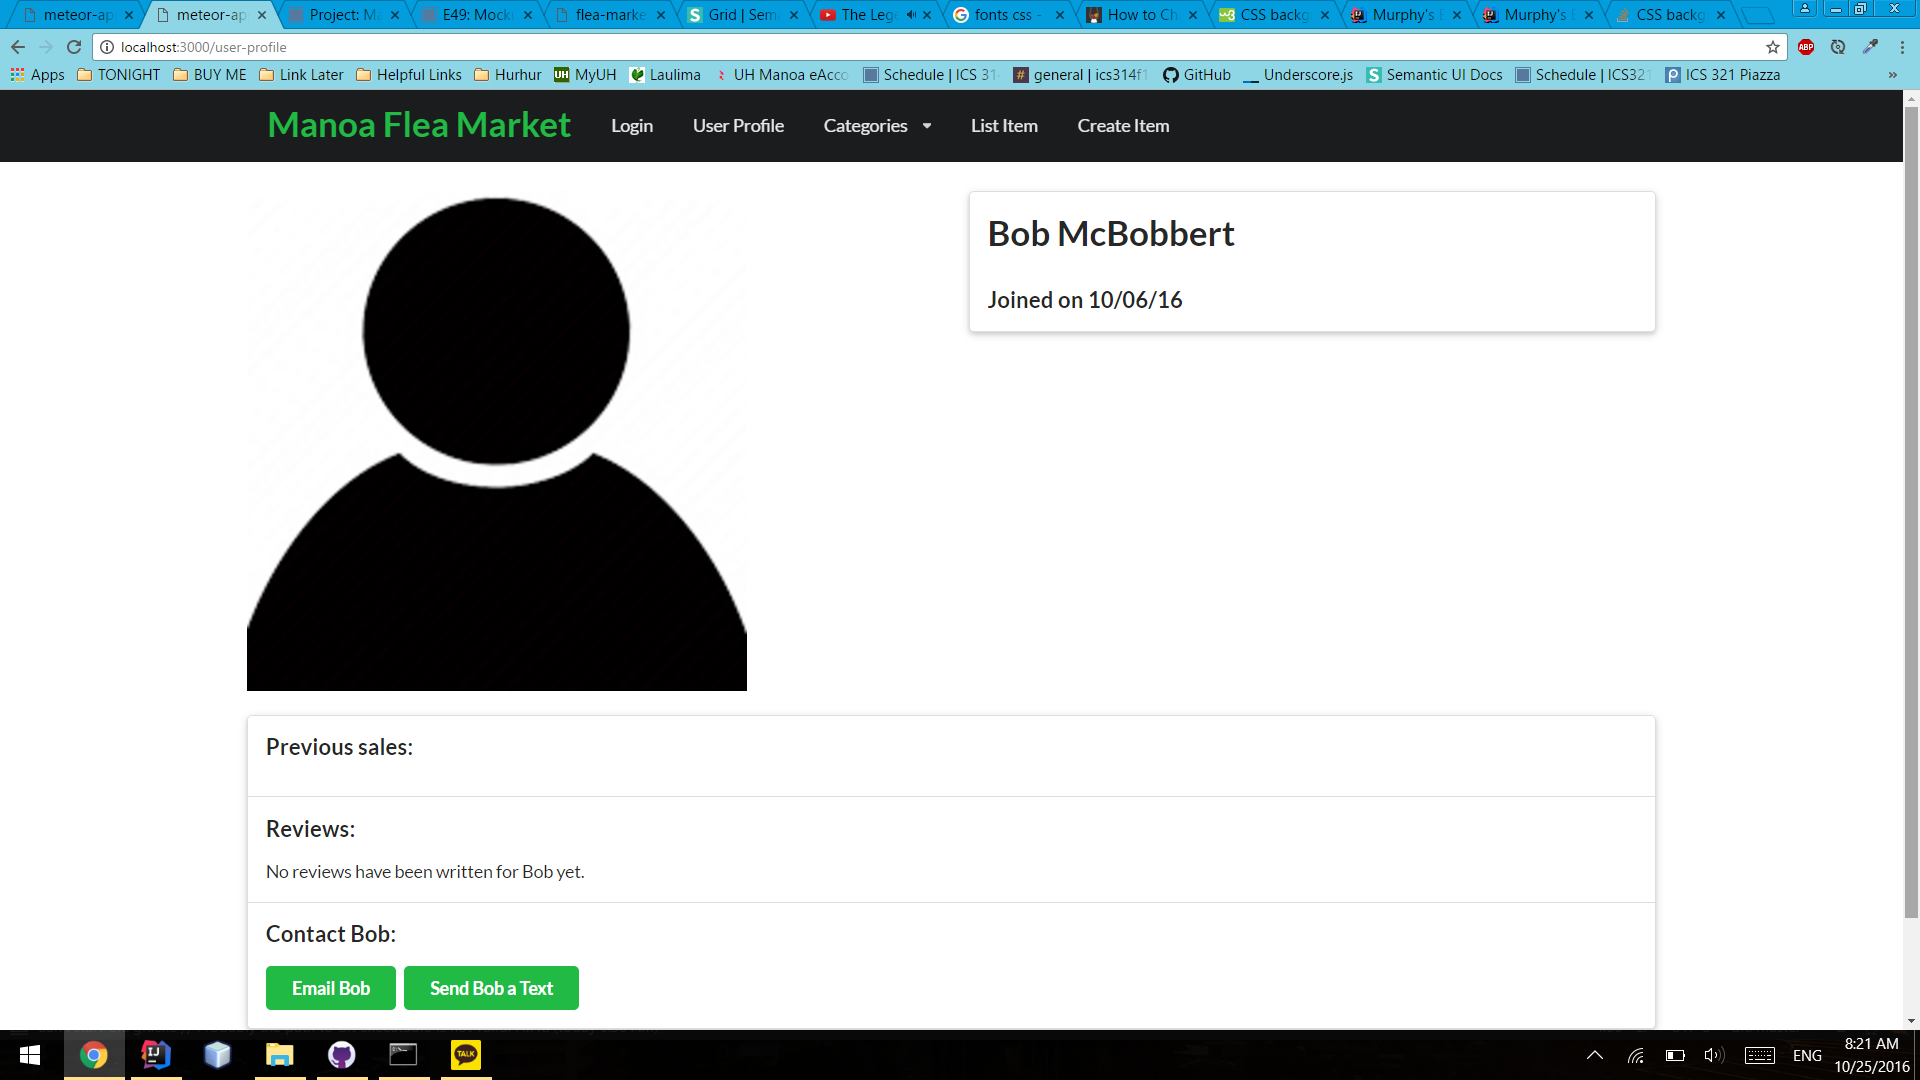 meteor-ap meteor-ap Project: Ma E49: Mocki flea-marke Grid | Sem The Lege fonts css - How to Ch CSS backg Murphy's Murphy's CSS backg
localhost:3000/user-profile
Apps TONIGHT BUY ME Link Later Helpful Links Hurhur MyUH Laulima UH Manoa eAcco Schedule | ICS 31 general | ics314f1 GitHub Underscore.js Semantic UI Docs Schedule | ICS321 ICS 321 Piazza »
Manoa Flea Market Login User Profile Categories List Item Create Item
Bob McBobbert
Joined on 10/06/16
Previous sales:
Reviews:
No reviews have been written for Bob yet.
Contact Bob:
Email Bob Send Bob a Text
ENG 8:21 AM
10/25/2016